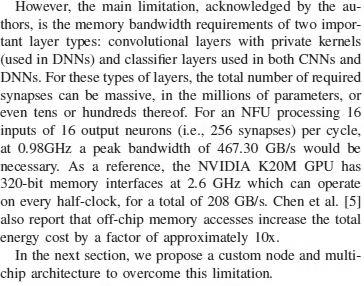 However, the main limitation, acknowledged by the au-
thors, is the memory bandwidth requirements of two impor-
tant layer types: convolutional layers with private kernels
(used in DNNs) and classifier layers used in both CNNs and
DNNs. For these types of layers, the total number of required
synapses can be massive, in the millions of parameters, or
even tens or hundreds thereof. For an NFU processing 16
inputs of 16 output neurons (i.e., 256 synapses) per cycle,
at 0.98GHz a peak bandwidth of 467.30 GB/s would be
necessary. As a reference, the NVIDIA K20M GPU has
320-bit memory interfaces at 2.6 GHz which can operate
on every half-clock, for a total of 208 GB/s. Chen et al. [5]
also report that off-chip memory accesses increase the total
energy cost by a factor of approximately 10x.
In the next section, we propose a custom node and multi-
chip architecture to overcome this limitation.